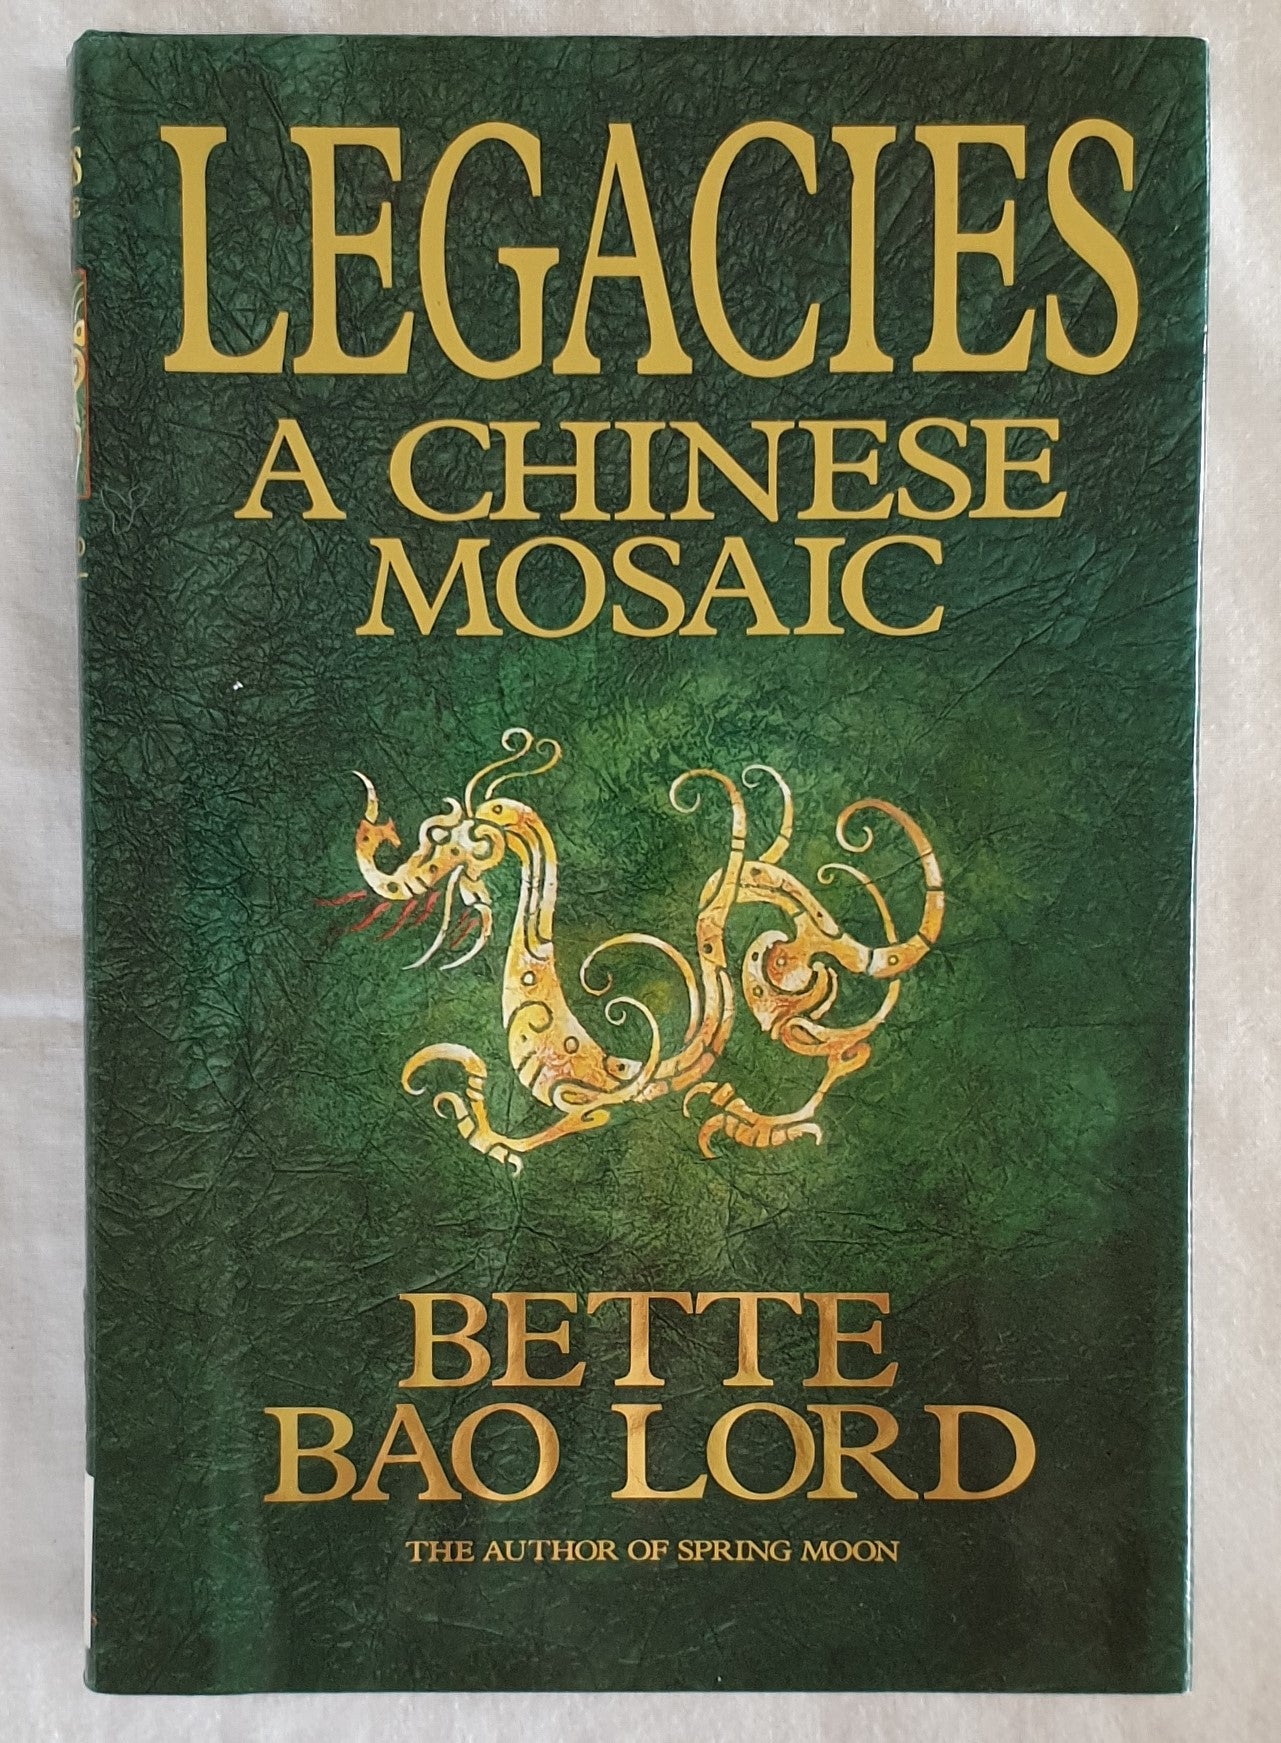 LEGACIES
A CHINESE
MOSAIC
BETTE
BAO LORD
THE AUTHOR OF SPRING MOON